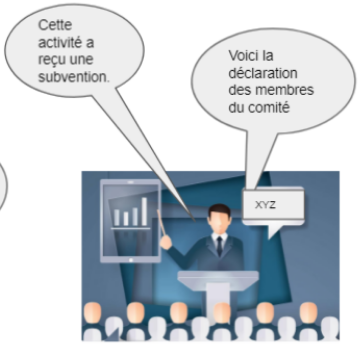 Cette
activité a
reçu une
subvention.
Voici la
déclaration
des membres
du comité
XYZ